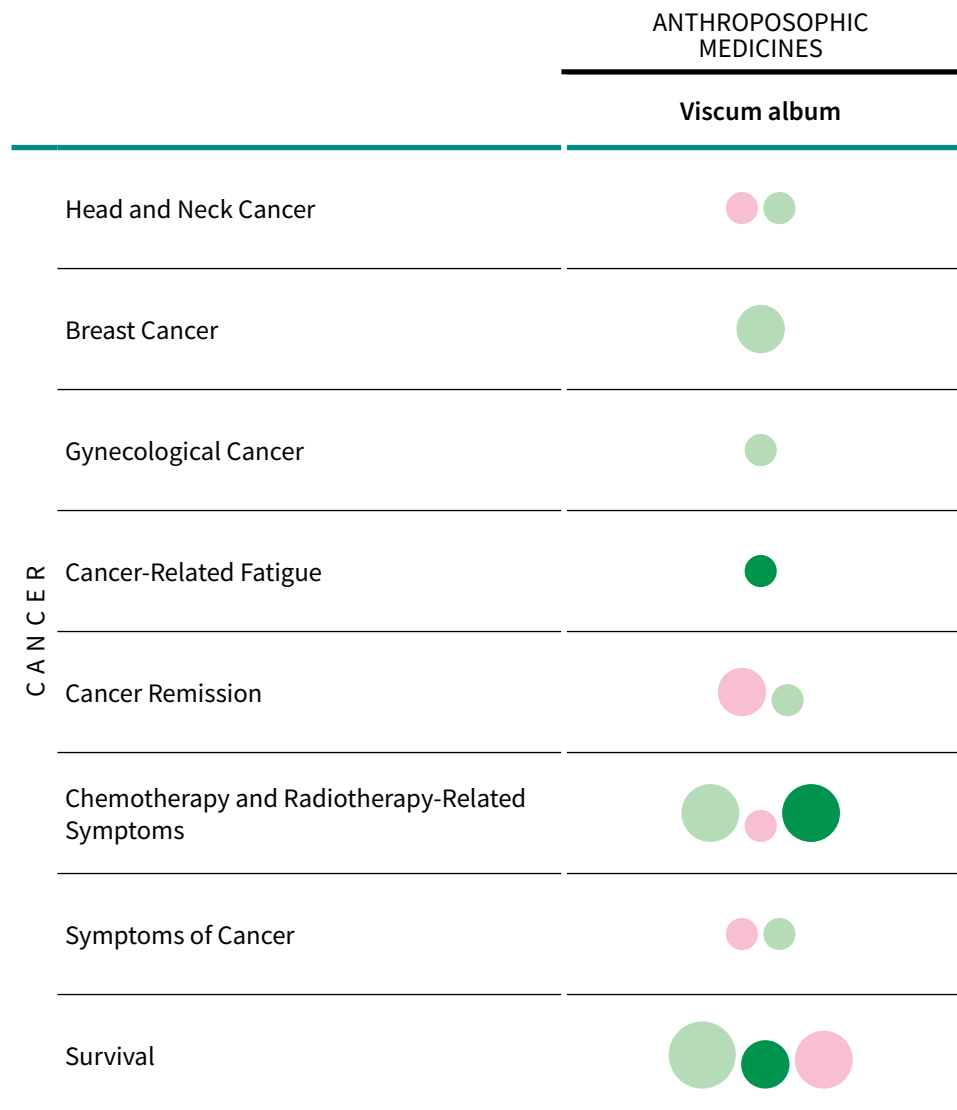 ANTHROPOSOPHIC
MEDICINES
Viscum album
CANCER
Head and Neck Cancer
Breast Cancer
Gynecological Cancer
Cancer-Related Fatigue
Cancer Remission
Chemotherapy and Radiotherapy-Related
Symptoms
Symptoms of Cancer
Survival